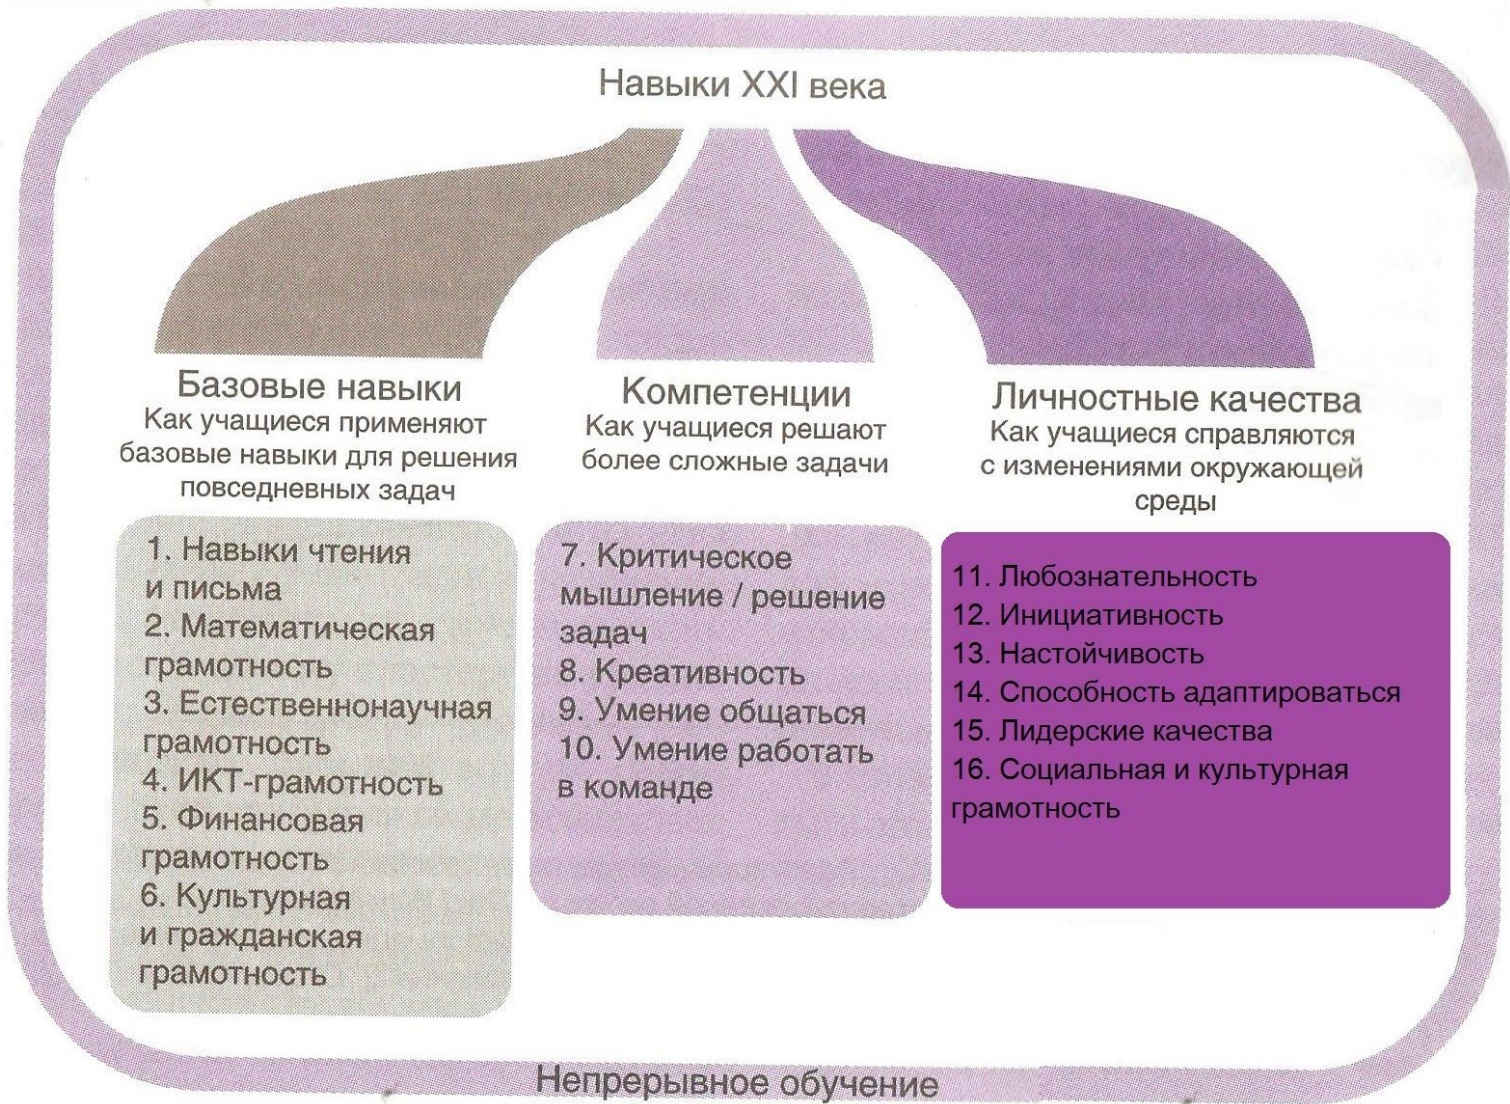 Навыки XXI века
Базовые навыки
Как учащиеся применяют
базовые навыки для решения
повседневных задач
1. Навыки чтения
и письма
2. Математическая
грамотность
3. Естественнонаучная
грамотность
4. ИКТ-грамотность
5. Финансовая
грамотность
6. Культурная
и гражданская
грамотность
Компетенции
Как учащиеся решают
более сложные задачи
7. Критическое
мышление / решение
задач
8. Креативность
9. Умение общаться
10. Умение работать
в команде
Личностные качества
Как учащиеся справляются
с изменениями окружающей
среды
11. Любознательность
12. Инициативность
13. Настойчивость
14. Способность адаптироваться
15. Лидерские качества
16. Социальная и культурная
грамотность
Непрерывное обучение